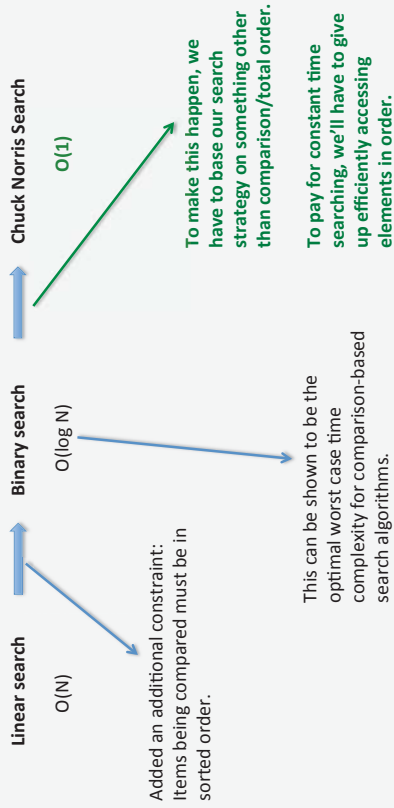 Linear search
O(N)
Binary search
O(log N)
Chuck Norris Search
O(1)
Added an additional constraint:
Items being compared must be in
sorted order.
This can be shown to be the
optimal worst case time
complexity for comparison-based
search algorithms.
To make this happen, we
have to base our search
strategy on something other
than comparison/total order.
To pay for constant time
searching, we’ll have to give
up efficiently accessing
elements in order.